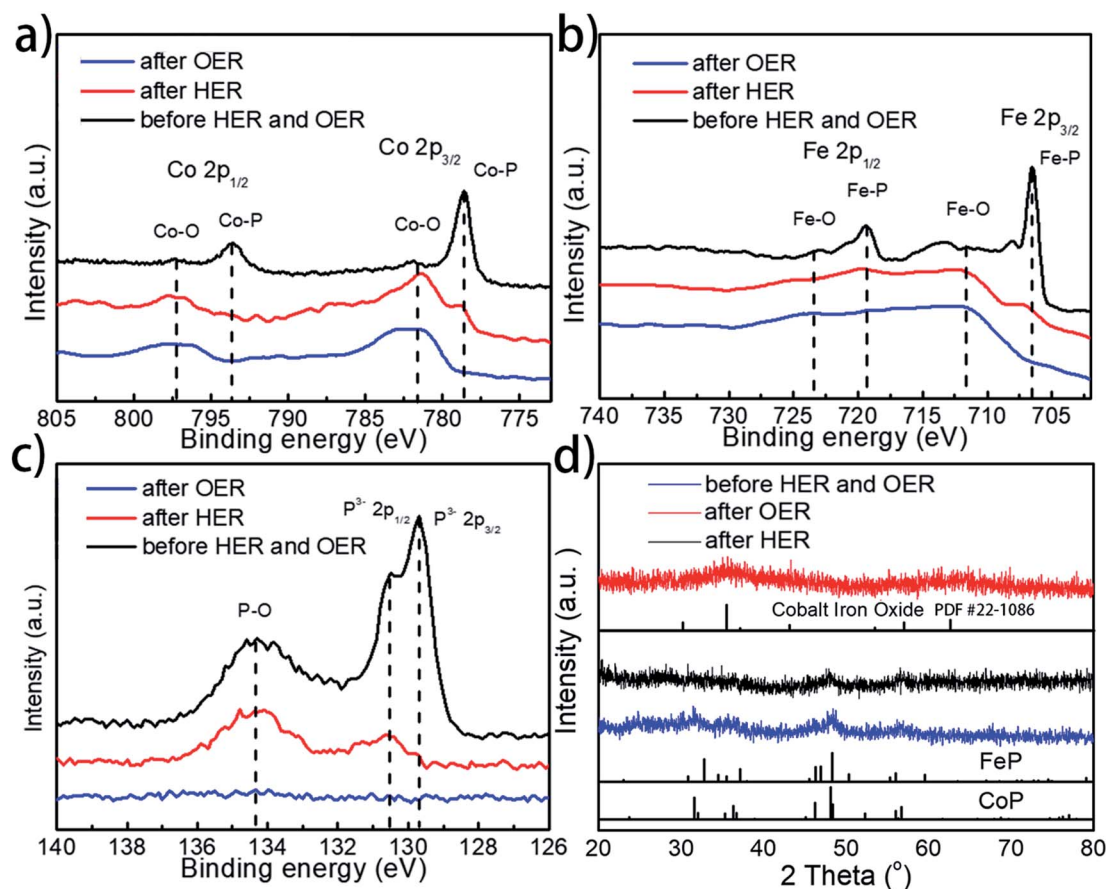 a)
after OER
after HER
before HER and OER
Co 2p1/2
Co 2p3/2
Co-P
Co-O
Co-P
Co-O
Intensity (a.u.)
805 800 795 790 785 780 775
Binding energy (eV)
b)
after OER
after HER
before HER and OER
Fe 2p3/2
Fe 2p1/2
Fe-P
Fe-P
Fe-O
Fe-O
Intensity (a.u.)
740 735 730 725 720 715 710 705
Binding energy (eV)
c)
after OER
after HER
before HER and OER
P3- 2p1/2
P3- 2p3/2
P-O
Intensity (a.u.)
140 138 136 134 132 130 128 126
Binding energy (eV)
d)
before HER and OER
after OER
after HER
Cobalt Iron Oxide PDF #22-1086
FeP
CoP
Intensity (a.u.)
20 30 40 50 60 70 80
2 Theta (°)